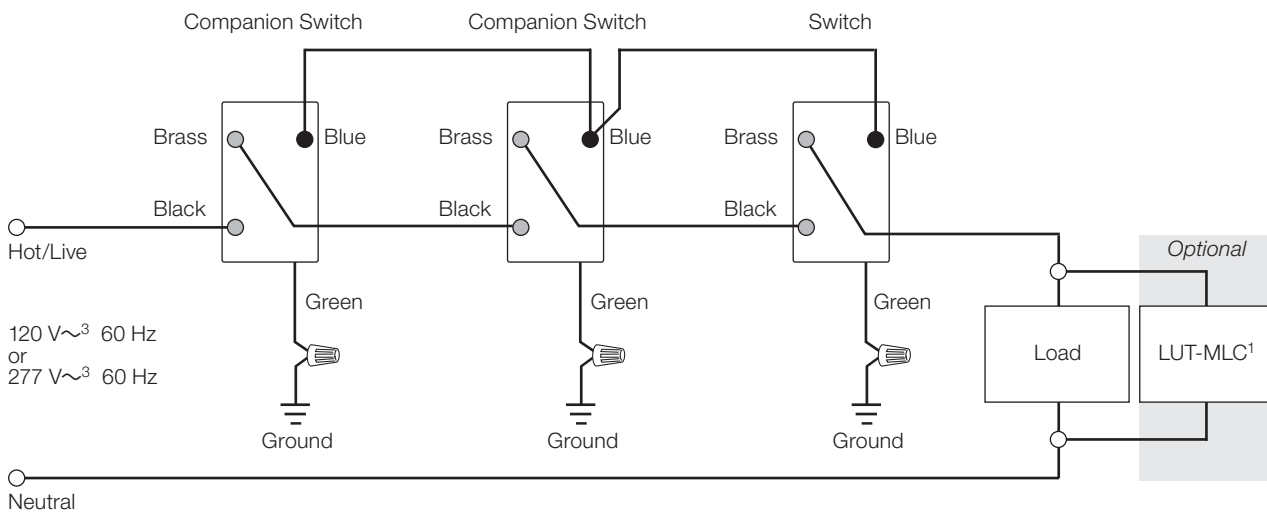 Companion Switch
Companion Switch
Switch
Brass
Blue
Brass
Blue
Brass
Blue
Black
Black
Black
Hot/Live
Optional
Green
Green
Green
120 V～³ 60 Hz
or
277 V～³ 60 Hz
Load
LUT-MLC¹
Ground
Ground
Ground
Neutral